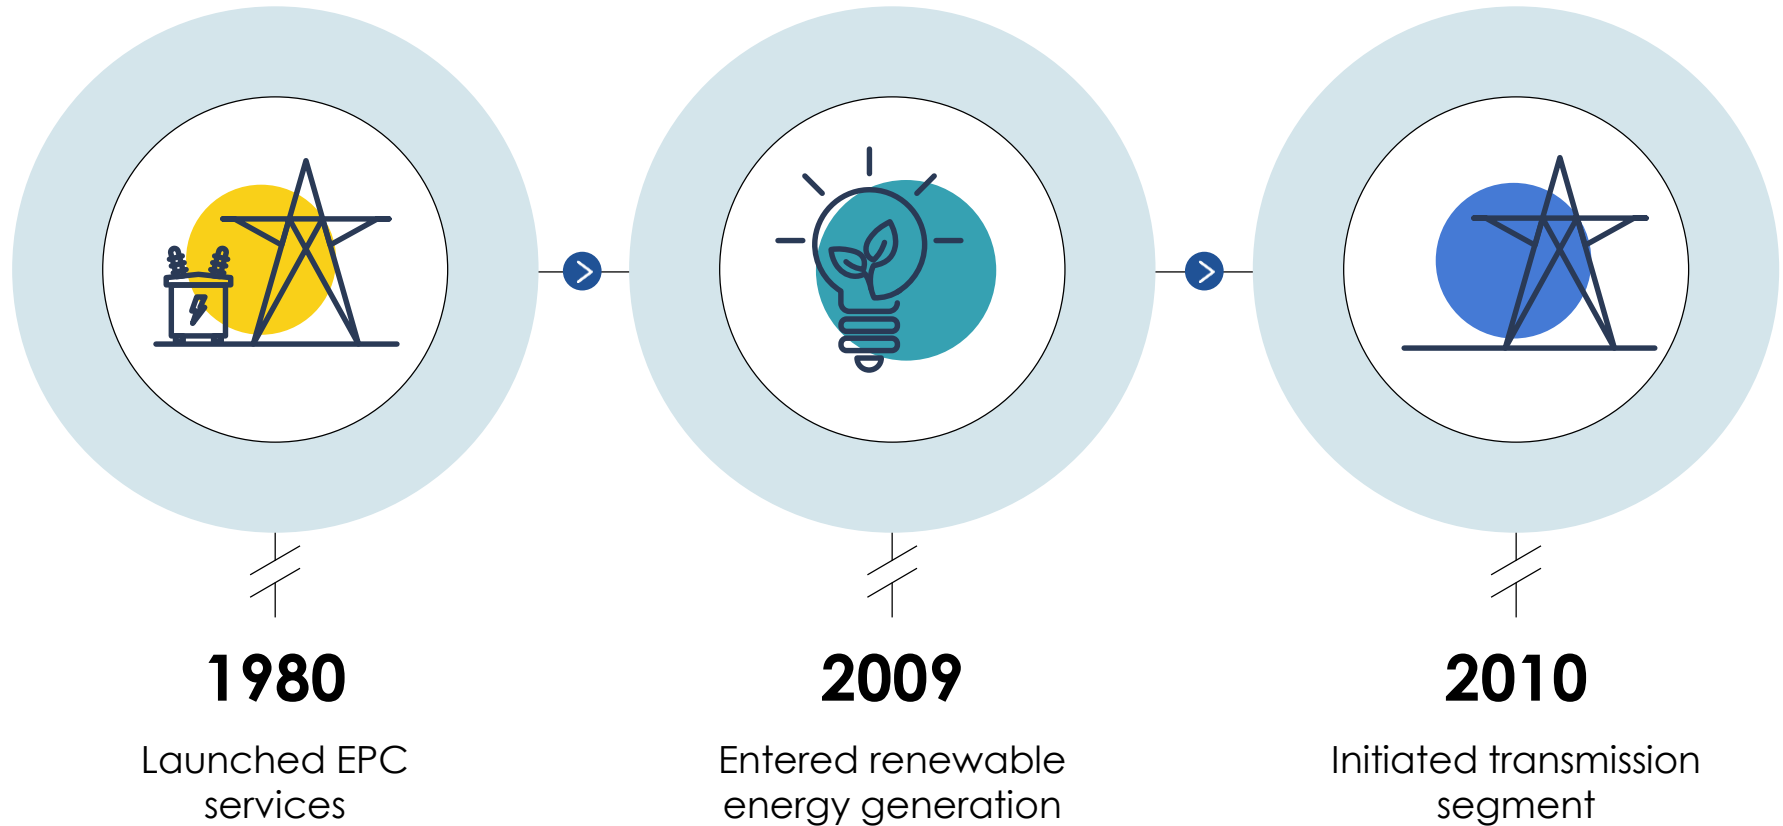 1980
Launched EPC
services
2009
Entered renewable
energy generation
2010
Initiated transmission
segment